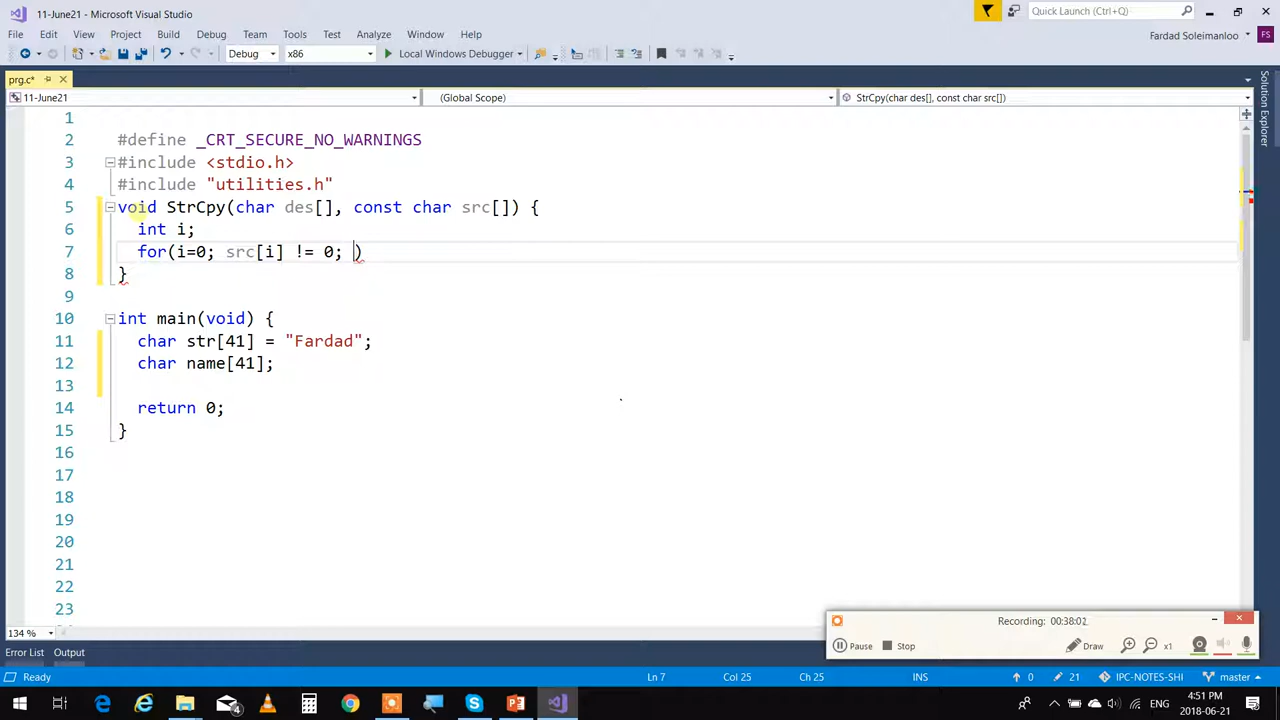 11-June21 - Microsoft Visual Studio
Quick Launch (Ctrl+Q)
File Edit View Project Build Debug Team Tools Test Analyze Window Help
Fardad Soleimanloo FS
Debug x86 Local Windows Debugger
prg.c*
11-June21 (Global Scope) StrCpy(char des[], const char src[])
Solution Explorer
1
2 #define _CRT_SECURE_NO_WARNINGS
3 #include <stdio.h>
4 #include "utilities.h"
5 void StrCpy(char des[], const char src[]) {
6 int i;
7 for(i=0; src[i] != 0; )
8 }
9
10 int main(void) {
11 char str[41] = "Fardad";
12 char name[41];
13
14 return 0;
15 }
16
17
18
19
20
21
22
23
134 %
Recording: 00:38:02
Pause Stop Draw x1
Error List Output
Ready Ln 7 Col 25 Ch 25 INS 0 21 IPC-NOTES-SHI master
4 ENG 4:51 PM
2018-06-21